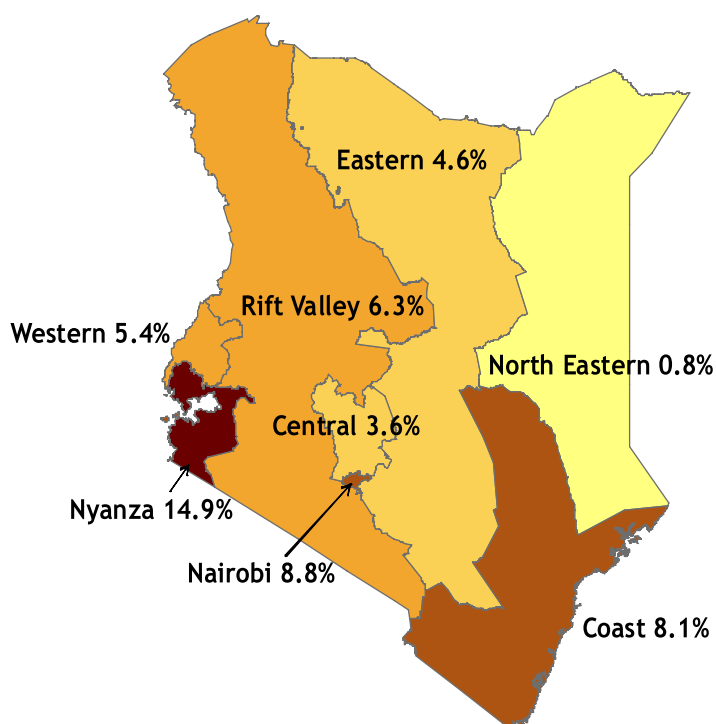 Eastern 4.6%
Rift Valley 6.3%
Western 5.4%
North Eastern 0.8%
Central 3.6%
Nyanza 14.9%
Nairobi 8.8%
Coast 8.1%